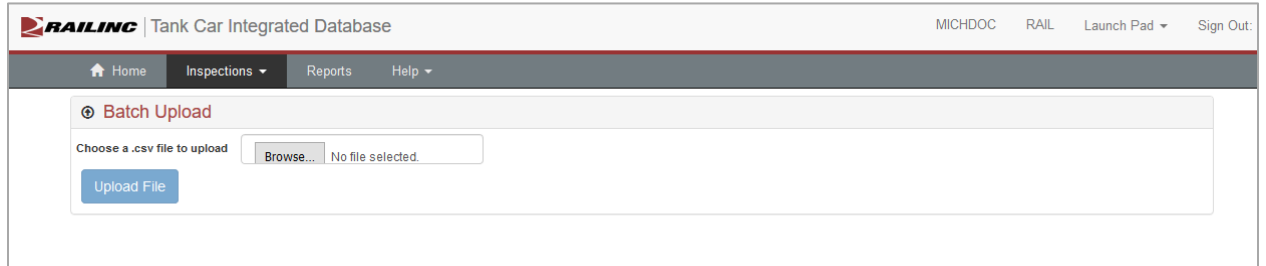 RAILINC | Tank Car Integrated Database MICHDOC RAIL Launch Pad Sign Out:
Home Inspections Reports Help
Batch Upload
Choose a .csv file to upload Browse... No file selected.
Upload File